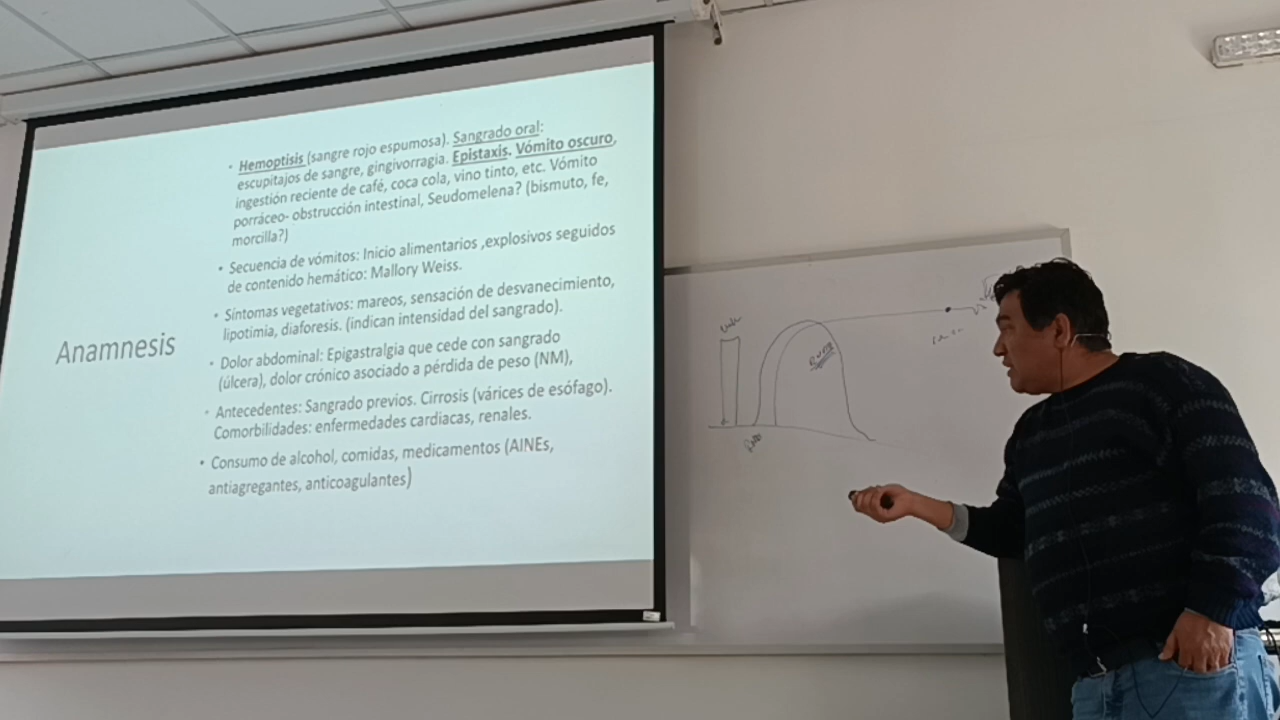 Anamnesis
• Hemoptisis (sangre rojo espumosa). Sangrado oral:
escupitajos de sangre, gingivorragia. Epistaxis. Vómito oscuro,
ingestión reciente de café, coca cola, vino tinto, etc. Vómito
porráceo- obstrucción intestinal, Seudomelena? (bismuto, fe,
morcilla?)
• Secuencia de vómitos: Inicio alimentarios ,explosivos seguidos
de contenido hemático: Mallory Weiss.
• Síntomas vegetativos: mareos, sensación de desvanecimiento,
lipotimia, diaforesis. (indican intensidad del sangrado).
• Dolor abdominal: Epigastralgia que cede con sangrado
(úlcera), dolor crónico asociado a pérdida de peso (NM),
• Antecedentes: Sangrado previos. Cirrosis (várices de esófago).
Comorbilidades: enfermedades cardiacas, renales.
• Consumo de alcohol, comidas, medicamentos (AINEs,
antiagregantes, anticoagulantes)